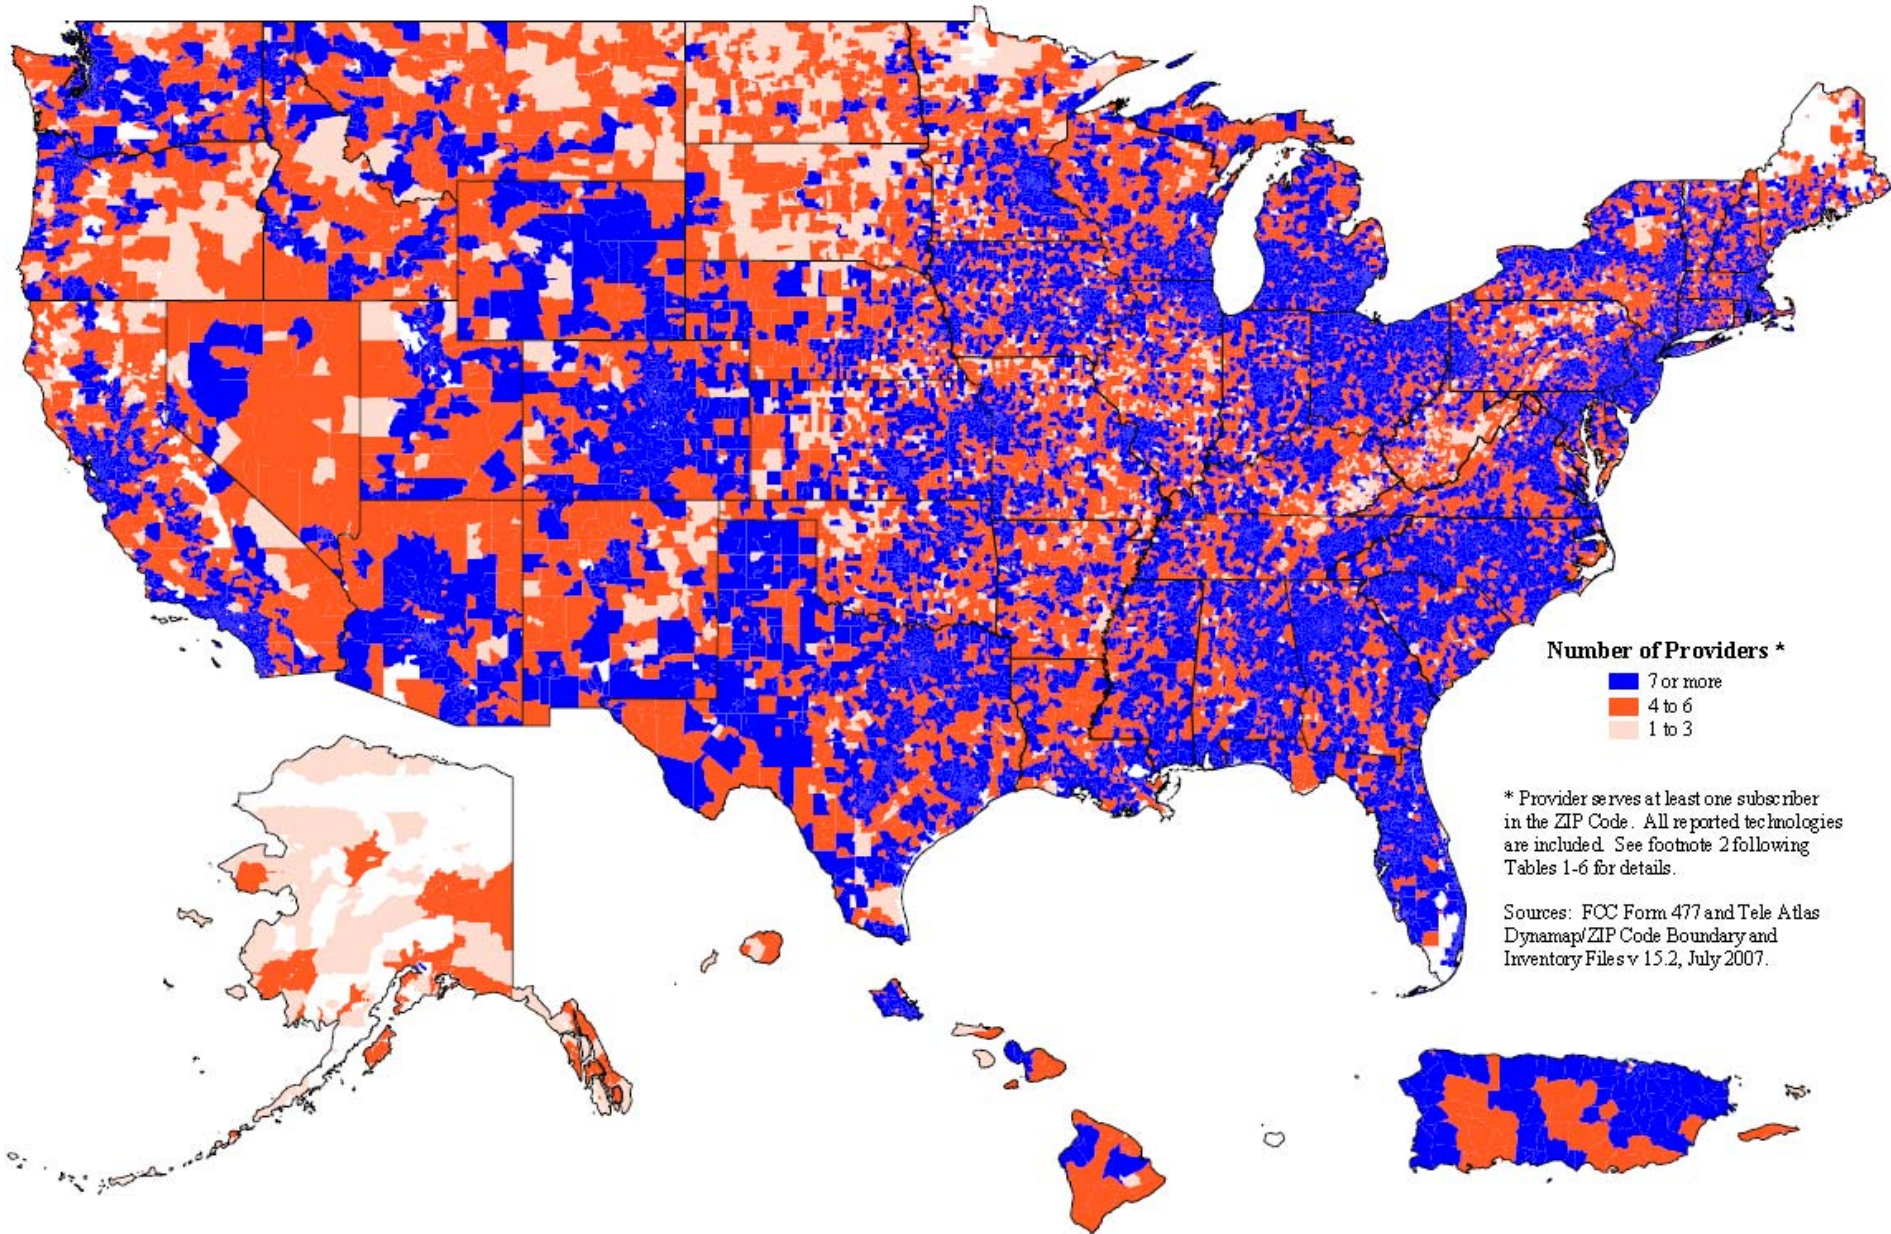 Number of Providers *
7 or more
4 to 6
1 to 3
* Provider serves at least one subscriber
in the ZIP Code. All reported technologies
are included. See footnote 2 following
Tables 1-6 for details.
Sources: FCC Form 477 and Tele Atlas
Dynamap/ZIP Code Boundary and
Inventory Files v 15.2, July 2007.